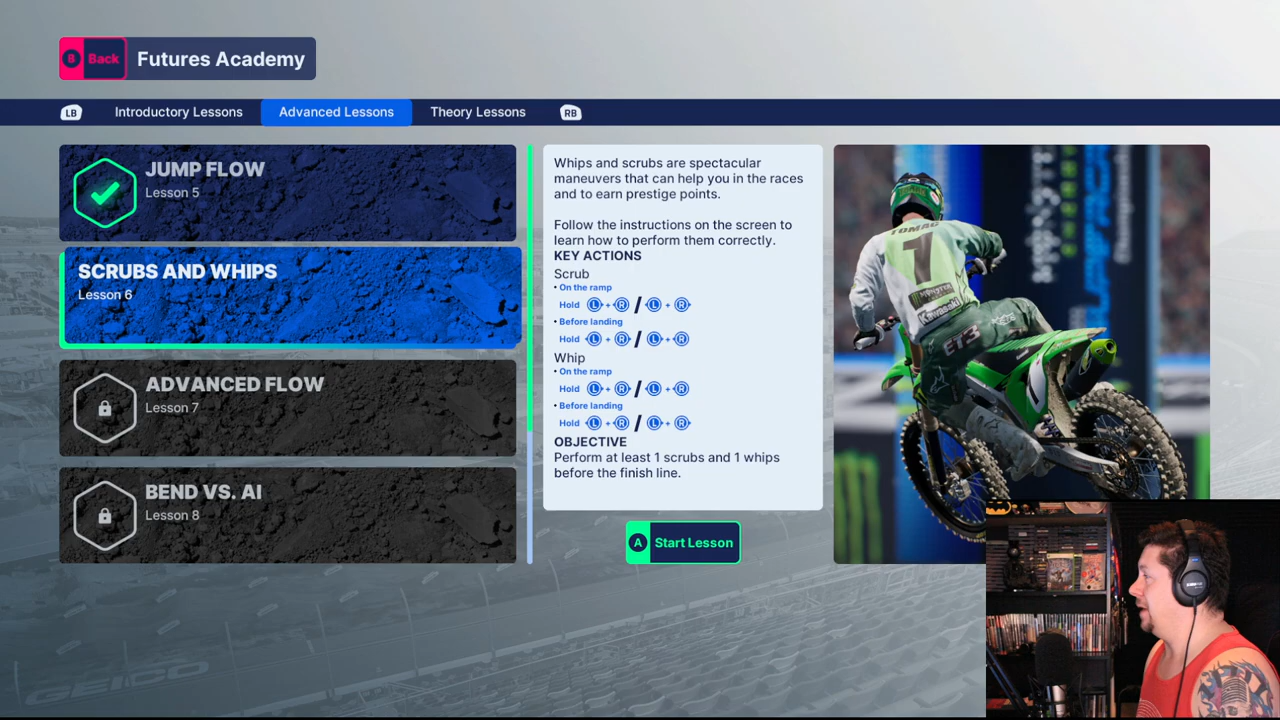 B Back Futures Academy
LB Introductory Lessons Advanced Lessons Theory Lessons RB
JUMP FLOW
Lesson 5
SCRUBS AND WHIPS
Lesson 6
ADVANCED FLOW
Lesson 7
BEND VS. AI
Lesson 8
Whips and scrubs are spectacular
maneuvers that can help you in the races
and to earn prestige points.
Follow the instructions on the screen to
learn how to perform them correctly.
KEY ACTIONS
Scrub
• On the ramp
Hold L + R / L + R
• Before landing
Hold L + R / L + R
Whip
• On the ramp
Hold L + R / L + R
• Before landing
Hold L + R / L + R
OBJECTIVE
Perform at least 1 scrubs and 1 whips
before the finish line.
A Start Lesson
TOMAC
1
MONSTER
Kawasaki
ET3
GEICO